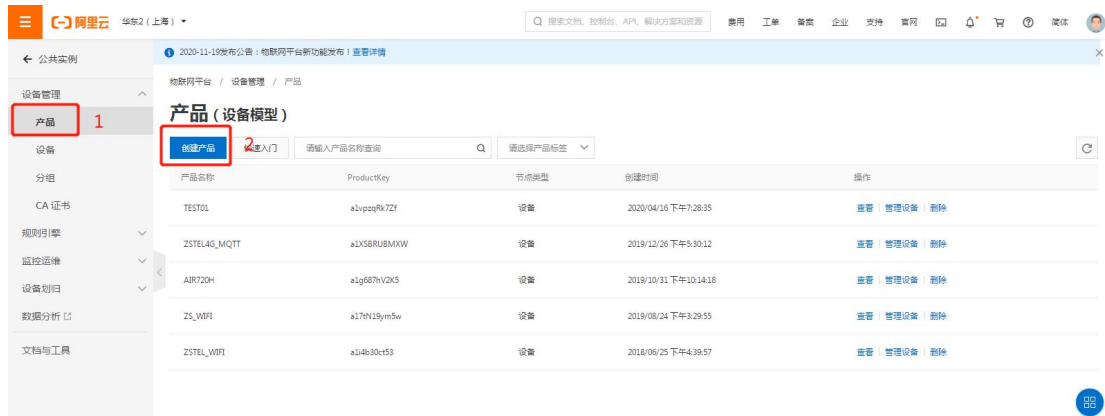 阿里云 华东2（上海） 搜索文档、控制台、API、解决方案和资源 费用 工单 备案 企业 支持 官网 简体
公共实例
2020-11-19发布公告：物联网平台新功能发布！查看详情
物联网平台 / 设备管理 / 产品
设备管理
产品 1
产品（设备模型）
创建产品 2 快速入门 请输入产品名称查询 请选择产品标签
设备
分组
CA 证书
规则引擎
监控运维
设备划归
数据分析
文档与工具
产品名称 ProductKey 节点类型 创建时间 操作
TEST01 a1vpzqRk7Zf 设备 2020/04/16 下午7:28:35 查看 管理设备 删除
ZSTEL4G_MQTT a1XSBRUBMXW 设备 2019/12/26 下午5:30:12 查看 管理设备 删除
AIR720H a1g687hV2K5 设备 2019/10/31 下午10:14:18 查看 管理设备 删除
ZS_WIFI a17tN19ym5w 设备 2019/08/24 下午3:29:55 查看 管理设备 删除
ZSTEL_WIFI a1i4b30ct53 设备 2018/06/25 下午4:39:57 查看 管理设备 删除